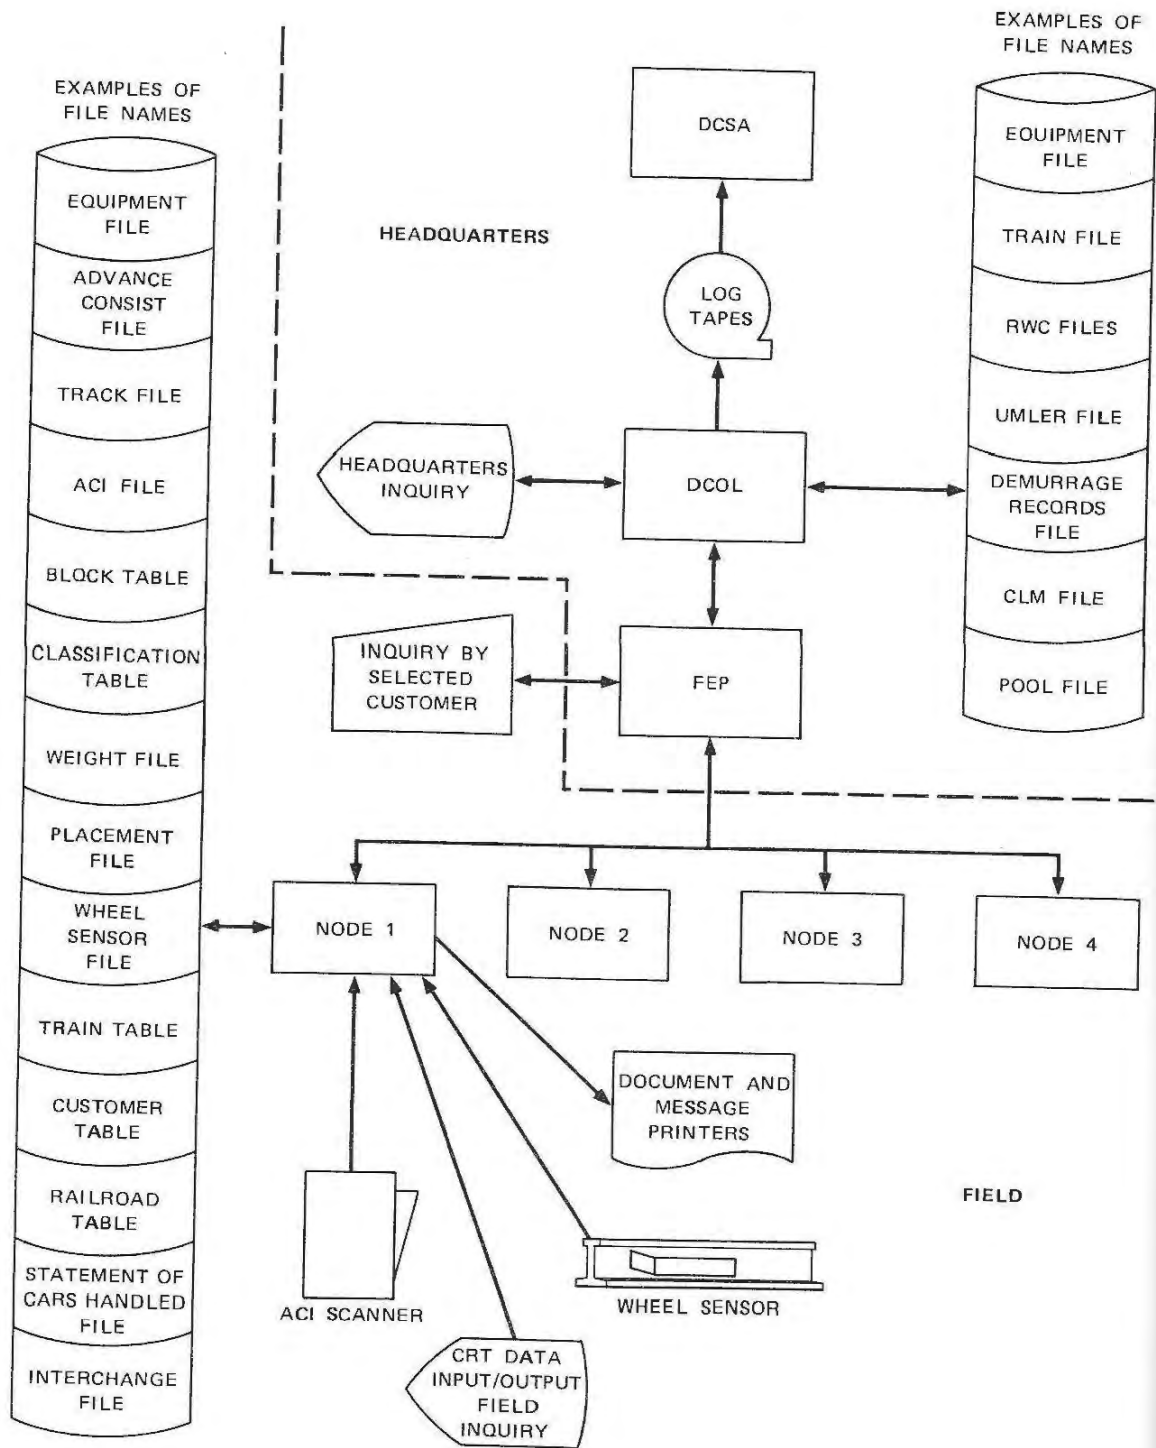 EXAMPLES OF
FILE NAMES
EQUIPMENT
FILE
ADVANCE
CONSIST
FILE
TRACK FILE
ACI FILE
BLOCK TABLE
CLASSIFICATION
TABLE
WEIGHT FILE
PLACEMENT
FILE
WHEEL
SENSOR
FILE
TRAIN TABLE
CUSTOMER
TABLE
RAILROAD
TABLE
STATEMENT OF
CARS HANDLED
FILE
INTERCHANGE
FILE
HEADQUARTERS
DCSA
LOG
TAPES
HEADQUARTERS
INQUIRY
DCOL
INQUIRY BY
SELECTED
CUSTOMER
FEP
EXAMPLES OF
FILE NAMES
EQUIPMENT
FILE
TRAIN FILE
RWC FILES
UMLER FILE
DEMURRAGE
RECORDS
FILE
CLM FILE
POOL FILE
NODE 1
NODE 2
NODE 3
NODE 4
DOCUMENT AND
MESSAGE
PRINTERS
FIELD
ACI SCANNER
WHEEL SENSOR
CRT DATA
INPUT/OUTPUT
FIELD
INQUIRY